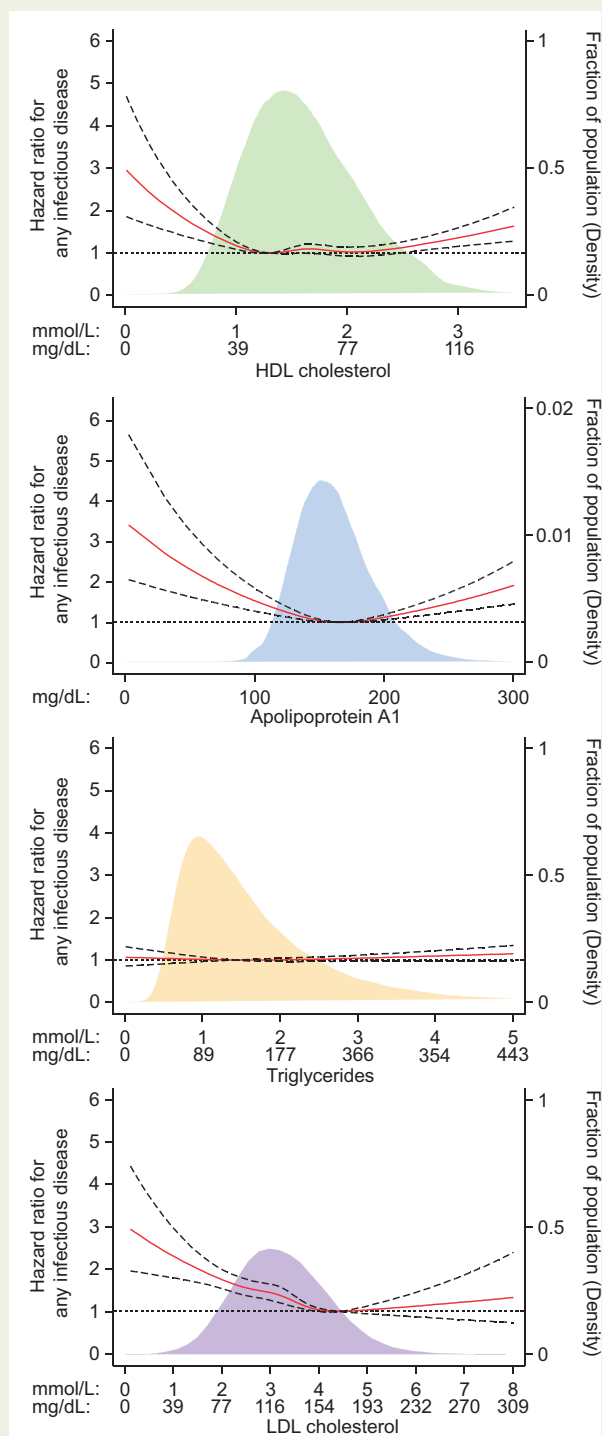 Hazard ratio for
any infectious disease
6
5
4
3
2
1
0
1
0.5
0
Fraction of population (Density)
mmol/L: 0 1 2 3
mg/dL: 0 39 77 116
HDL cholesterol
Hazard ratio for
any infectious disease
6
5
4
3
2
1
0
0.02
0.01
0
Fraction of population (Density)
mg/dL: 0 100 200 300
Apolipoprotein A1
Hazard ratio for
any infectious disease
6
5
4
3
2
1
0
1
0.5
0
Fraction of population (Density)
mmol/L: 0 1 2 3 4 5
mg/dL: 0 89 177 366 354 443
Triglycerides
Hazard ratio for
any infectious disease
6
5
4
3
2
1
0
1
0.5
0
Fraction of population (Density)
mmol/L: 0 1 2 3 4 5 6 7 8
mg/dL: 0 39 77 116 154 193 232 270 309
LDL cholesterol